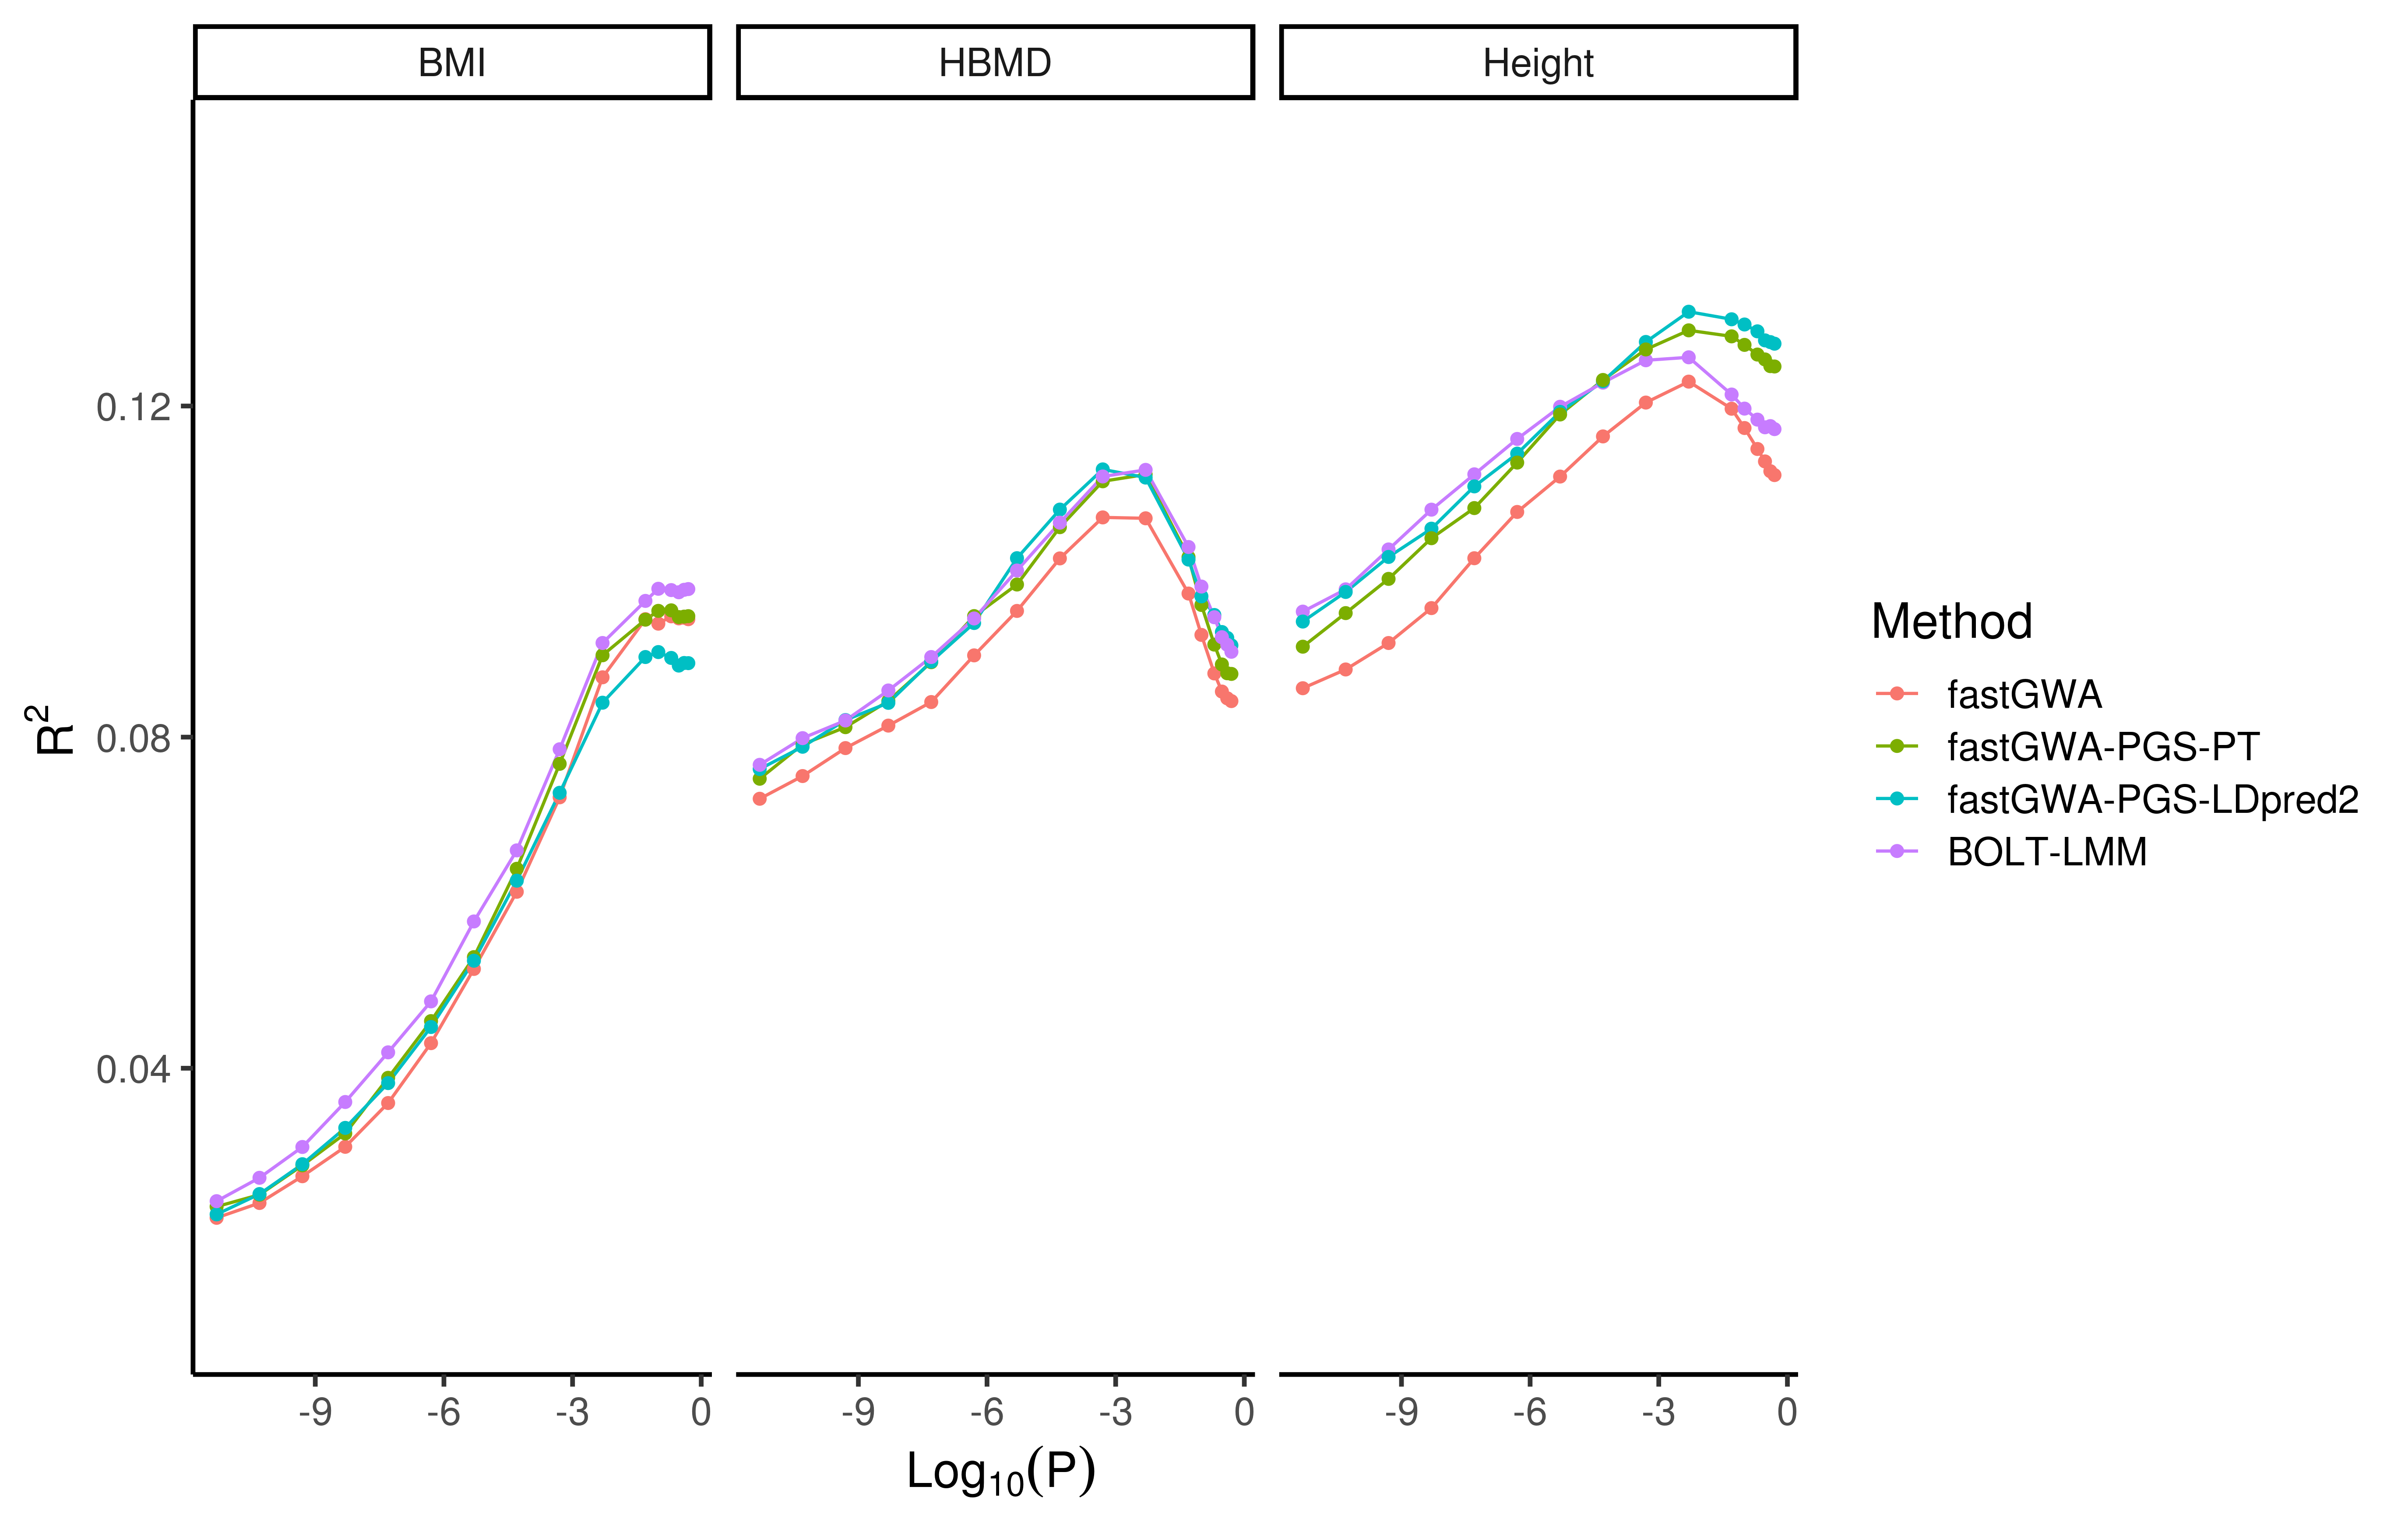 BMI
HBMD
Height
R²
0.12
0.08
0.04
-9 -6 -3 0
-9 -6 -3 0
-9 -6 -3 0
Log₁₀(P)
Method
fastGWA
fastGWA-PGS-PT
fastGWA-PGS-LDpred2
BOLT-LMM